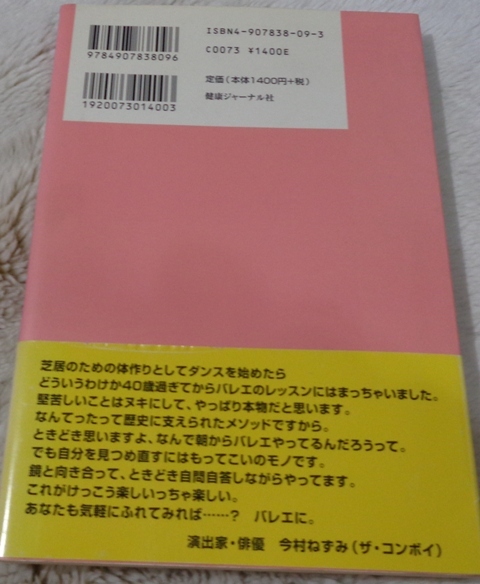 ISBN4-907838-09-3
9784907838096
C0073 ¥1400E
定価(本体1400円+税)
1920073014003
健康ジャーナル社
芝居のための体作りとしてダンスを始めたら
どういうわけか40歳過ぎてからバレエのレッスンにはまっちゃいました。
堅苦しいことはヌキにして、やっぱり本物だと思います。
なんてったって歴史に支えられたメソッドですから。
ときどき思いますよ、なんで朝からバレエやってるんだろうって。
でも自分を見つめ直すにはもってこいのモノです。
鏡と向き合って、ときどき自問自答しながらやってます。
これがけっこう楽しいっちゃ楽しい。
あなたも気軽にふれてみれば……? バレエに。
演出家・俳優 今村ねずみ(ザ・コンボイ)